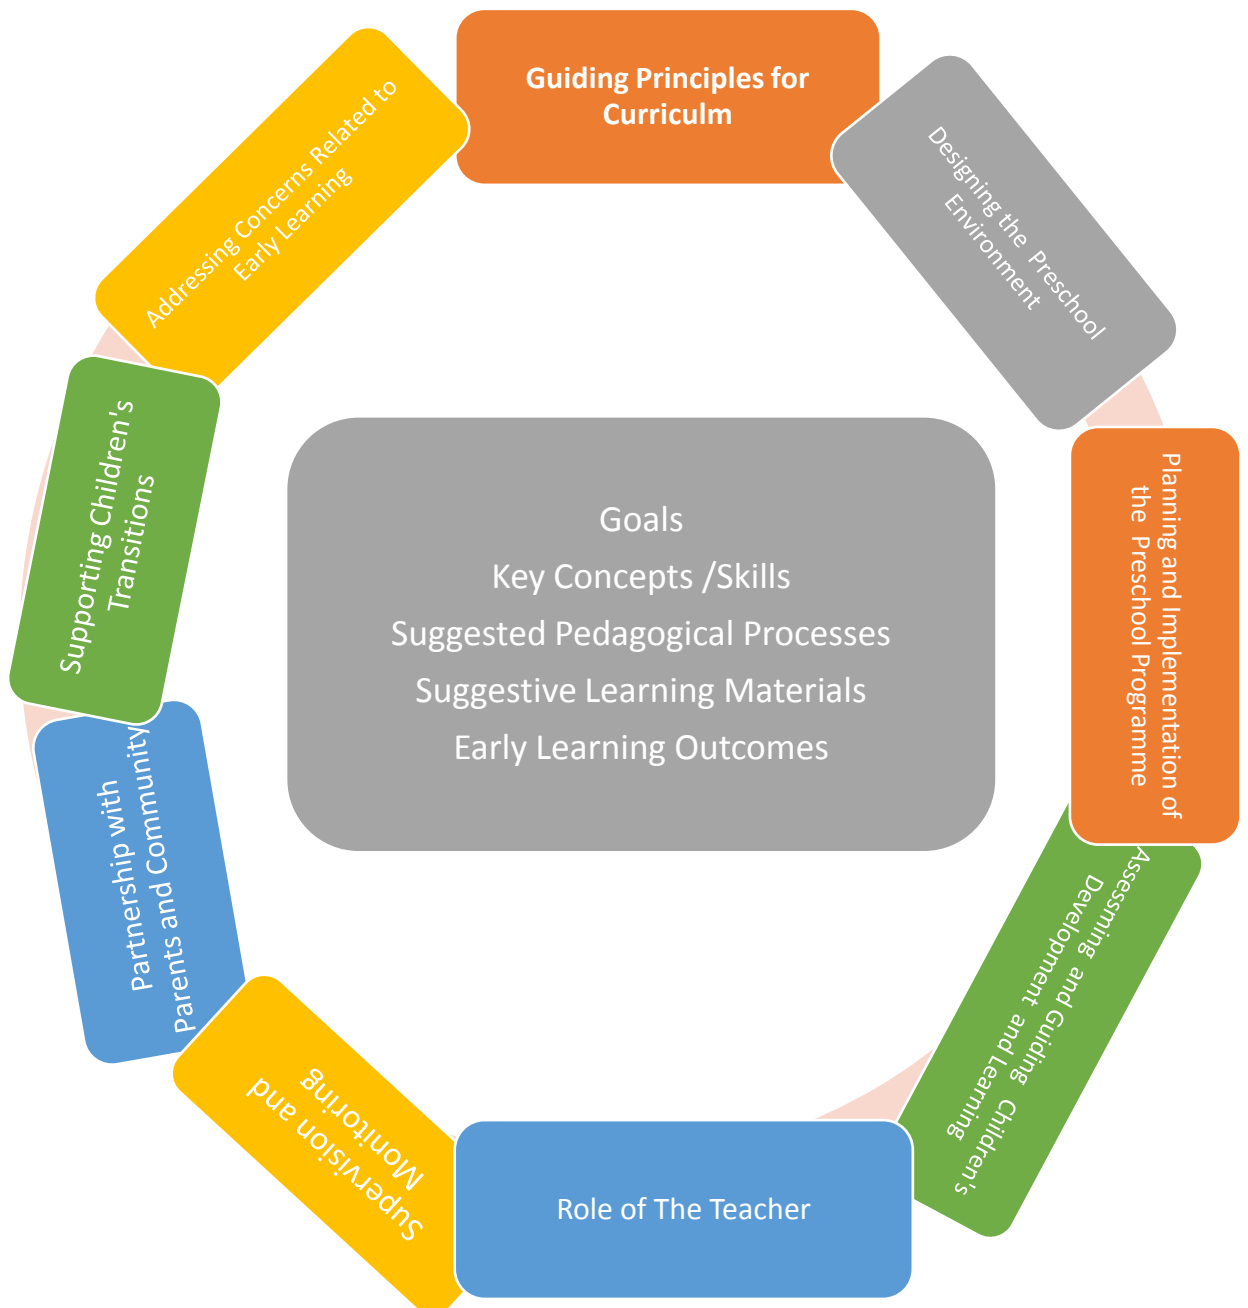 Guiding Principles for
Curriculm
Designing the Preschool
Environment
Planning and Implementation of
the Preschool Programme
Assessming and Guiding Children's
Development and Learning
Role of The Teacher
Supervision and
Monitoring
Partnership with
Parents and Community
Supporting Children's
Transitions
Addressing Concerns Related to
Early Learning
Goals
Key Concepts /Skills
Suggested Pedagogical Processes
Suggestive Learning Materials
Early Learning Outcomes